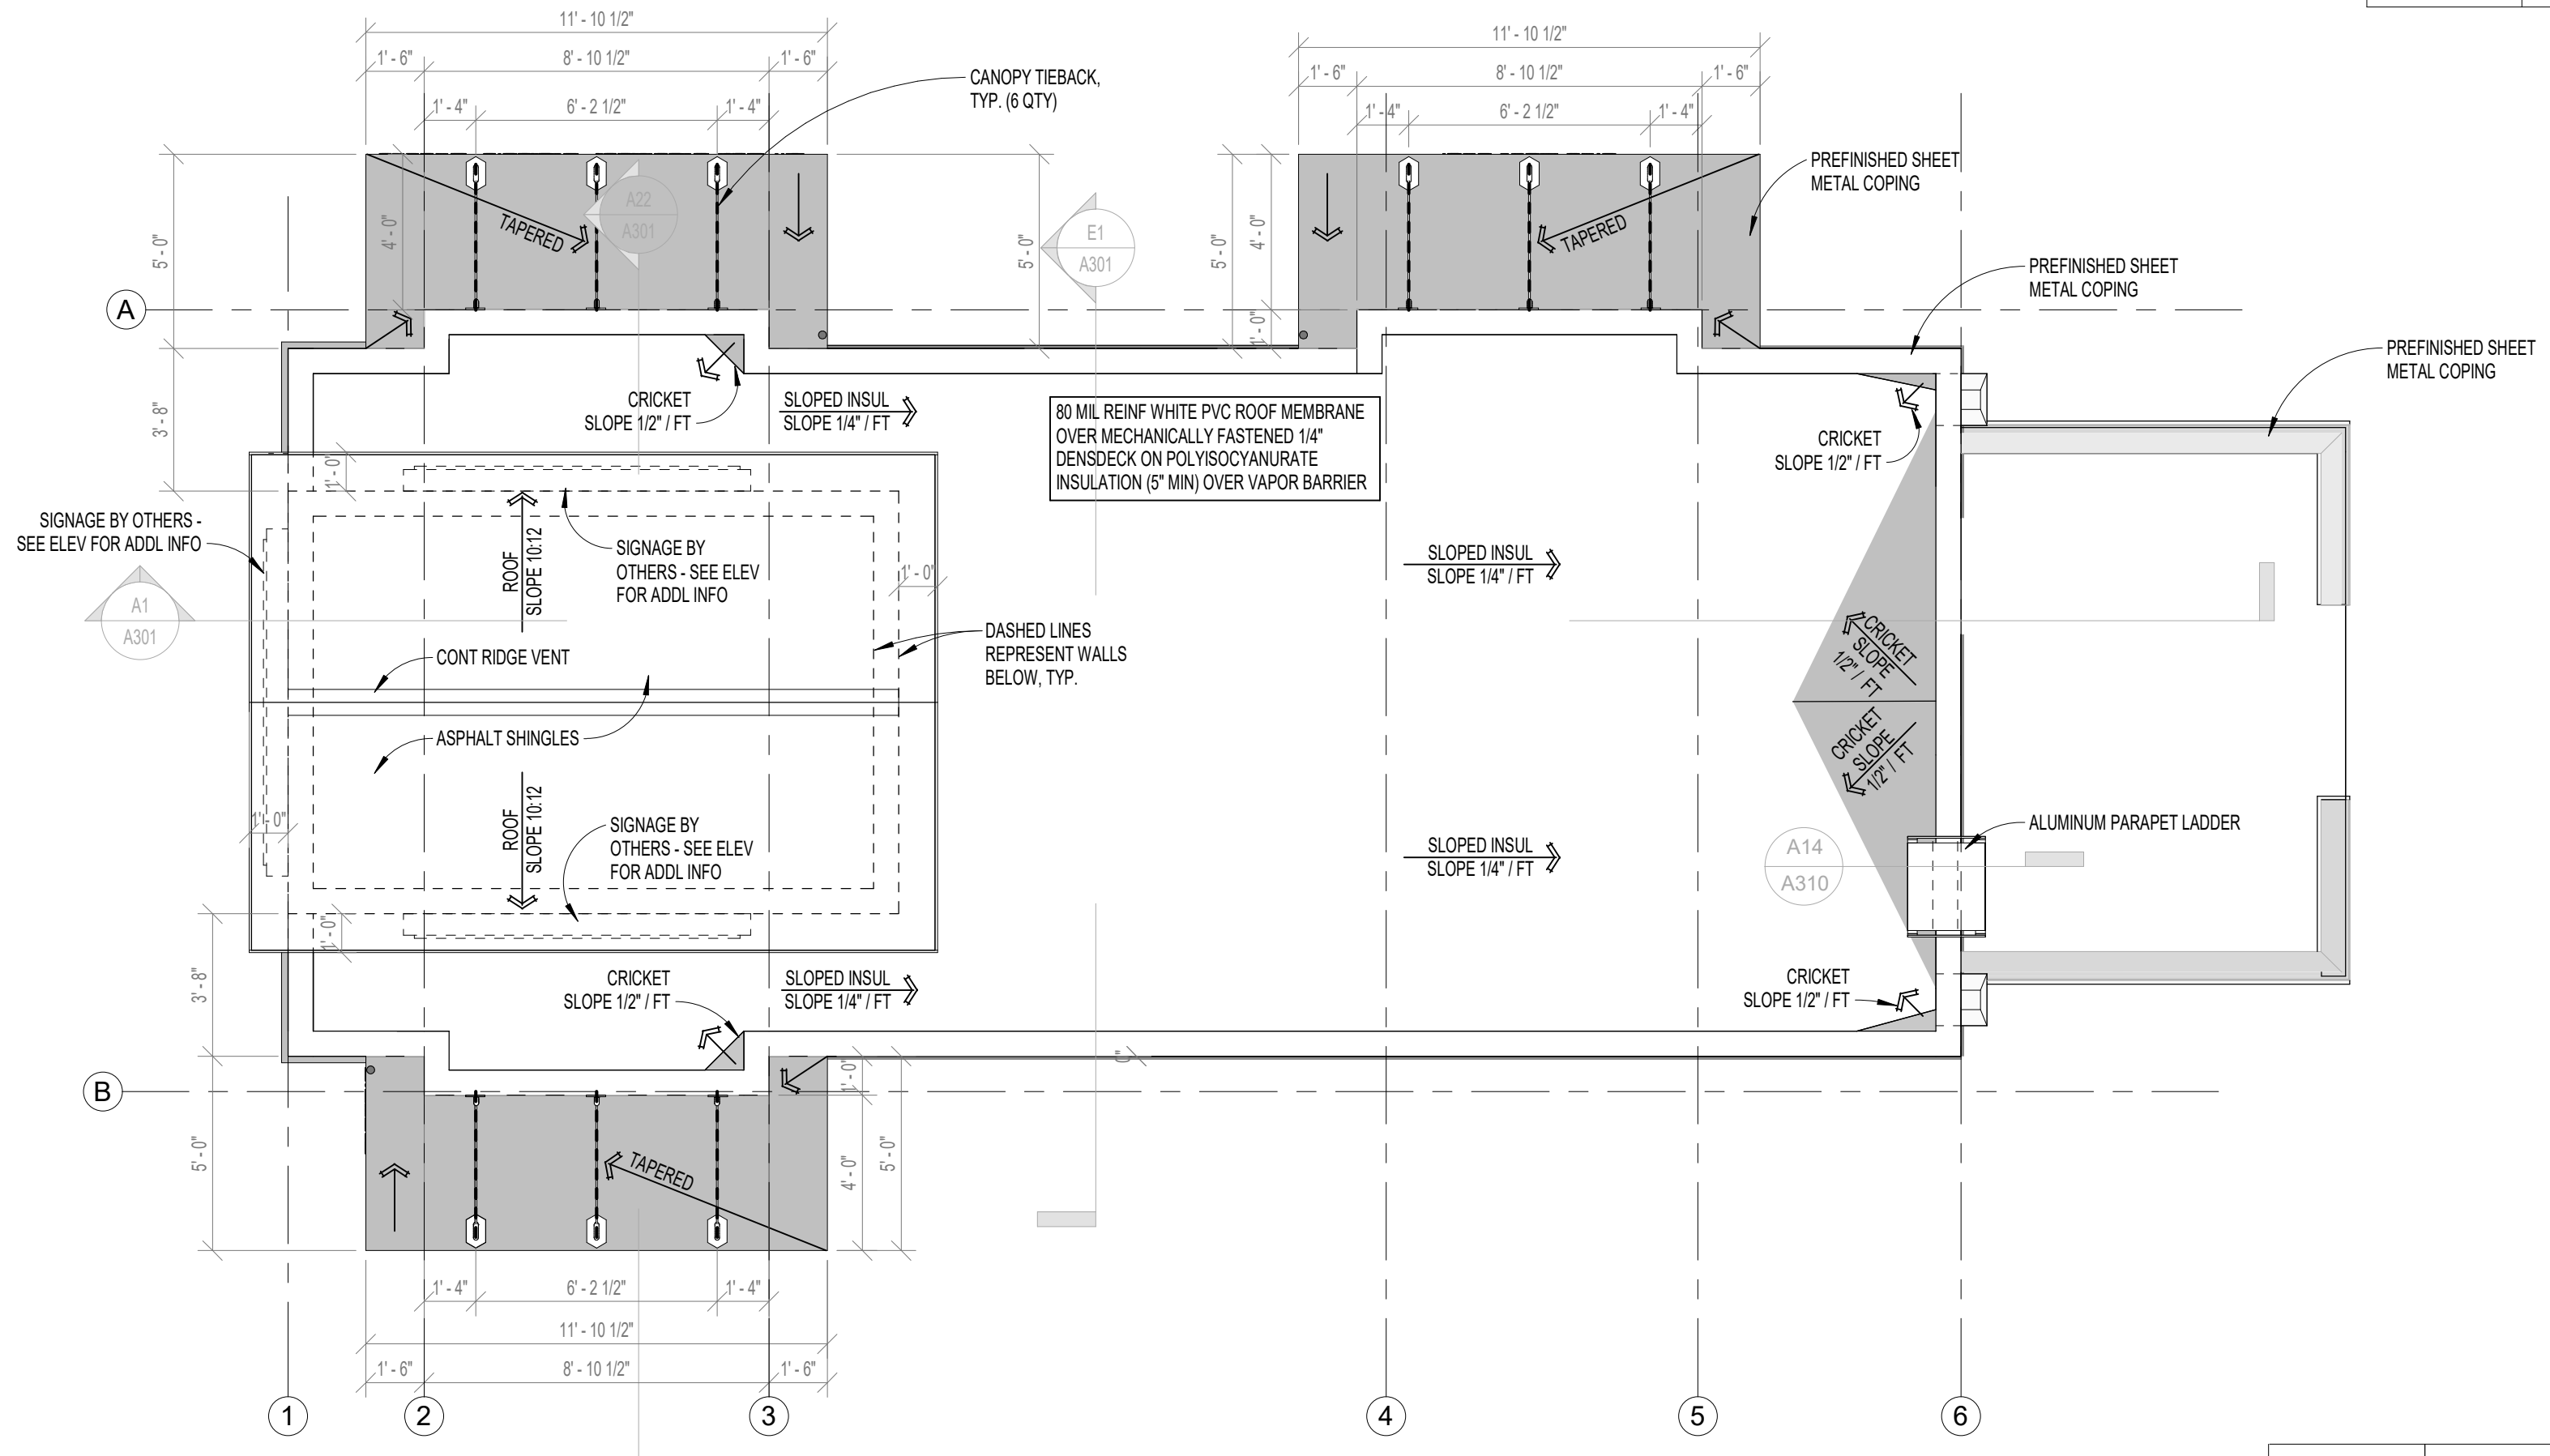 11' - 10 1/2"
1' - 6"
8' - 10 1/2"
1' - 6"
1' - 4"
6' - 2 1/2"
1' - 4"
CANOPY TIEBACK,
TYP. (6 QTY)
11' - 10 1/2"
1' - 6"
8' - 10 1/2"
1' - 6"
1' - 4"
6' - 2 1/2"
1' - 4"
PREFINISHED SHEET
METAL COPING
5' - 0"
4' - 0"
TAPERED
A22
A301
5' - 0"
E1
A301
5' - 0"
4' - 0"
1' - 0"
TAPERED
PREFINISHED SHEET
METAL COPING
A
PREFINISHED SHEET
METAL COPING
3' - 8"
CRICKET
SLOPE 1/2" / FT
SLOPED INSUL
SLOPE 1/4" / FT
80 MIL REINF WHITE PVC ROOF MEMBRANE
OVER MECHANICALLY FASTENED 1/4"
DENSDECK ON POLYISOCYANURATE
INSULATION (5" MIN) OVER VAPOR BARRIER
CRICKET
SLOPE 1/2" / FT
1' - 0"
SIGNAGE BY OTHERS -
SEE ELEV FOR ADDL INFO
ROOF
SLOPE 10:12
SIGNAGE BY
OTHERS - SEE ELEV
FOR ADDL INFO
1' - 0"
SLOPED INSUL
SLOPE 1/4" / FT
A1
A301
DASHED LINES
REPRESENT WALLS
BELOW, TYP.
CONT RIDGE VENT
CRICKET
SLOPE
1/2" / FT
ASPHALT SHINGLES
CRICKET
SLOPE
1/2" / FT
1' - 0"
ROOF
SLOPE 10:12
SIGNAGE BY
OTHERS - SEE ELEV
FOR ADDL INFO
SLOPED INSUL
SLOPE 1/4" / FT
A14
A310
ALUMINUM PARAPET LADDER
1' - 0"
3' - 8"
CRICKET
SLOPE 1/2" / FT
SLOPED INSUL
SLOPE 1/4" / FT
CRICKET
SLOPE 1/2" / FT
0"
B
1' - 0"
5' - 0"
TAPERED
4' - 0"
5' - 0"
1' - 4"
6' - 2 1/2"
1' - 4"
11' - 10 1/2"
1' - 6"
8' - 10 1/2"
1' - 6"
1
2
3
4
5
6